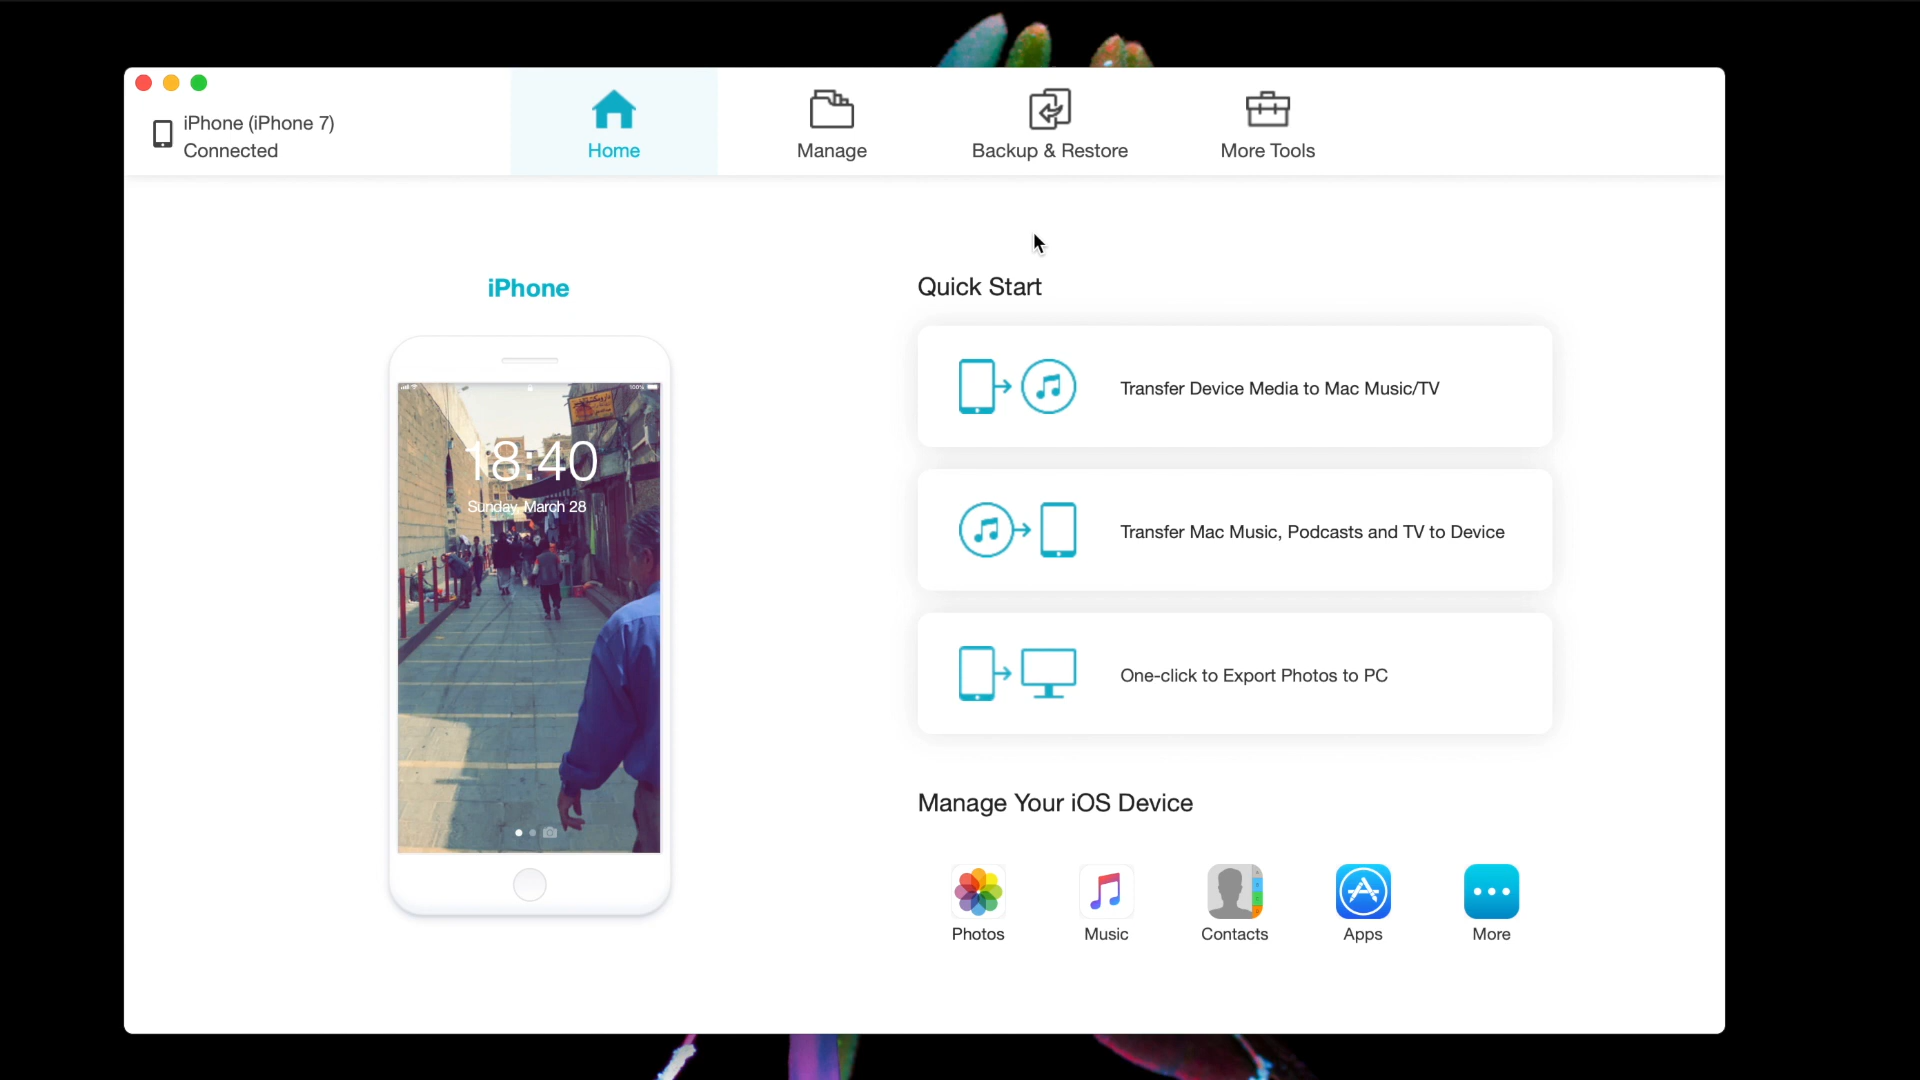 iPhone (iPhone 7)
Connected
Home
Manage
Backup & Restore
More Tools
iPhone
100%
18:40
Sunday, March 28
Quick Start
Transfer Device Media to Mac Music/TV
Transfer Mac Music, Podcasts and TV to Device
One-click to Export Photos to PC
Manage Your iOS Device
Photos
Music
Contacts
Apps
More